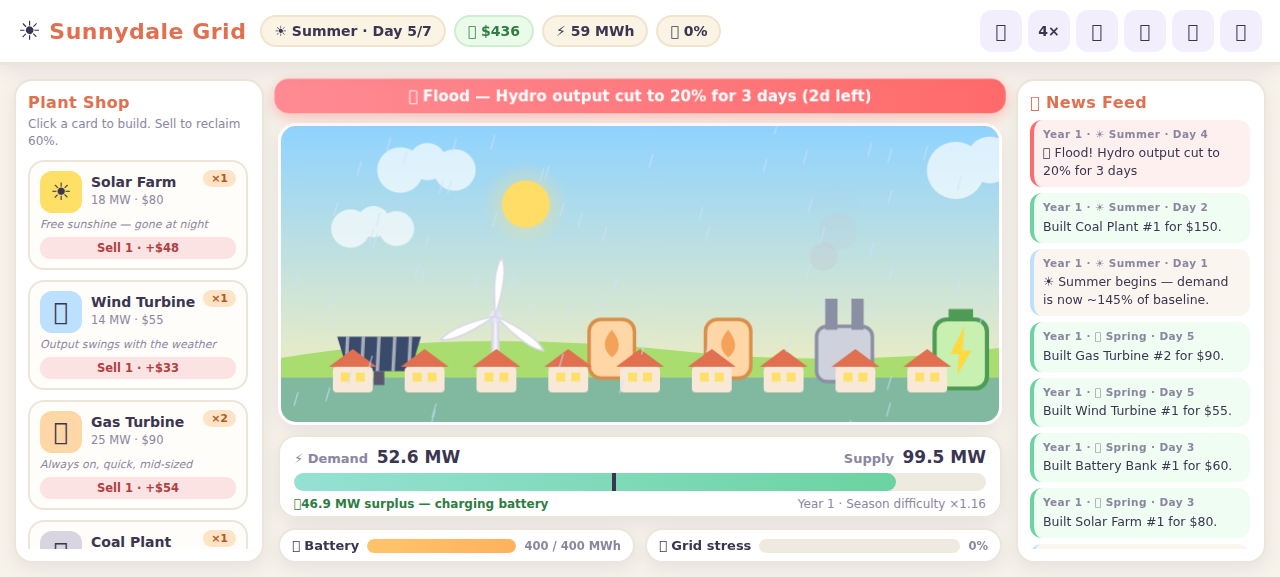 ☀ Sunnydale Grid
☀ Summer · Day 5/7
$436
⚡ 59 MWh
0%
4×
Plant Shop
Click a card to build. Sell to reclaim
60%.
Solar Farm
×1
18 MW · $80
Free sunshine — gone at night
Sell 1 · +$48
Wind Turbine
×1
14 MW · $55
Output swings with the weather
Sell 1 · +$33
Gas Turbine
×2
25 MW · $90
Always on, quick, mid-sized
Sell 1 · +$54
Coal Plant
×1
Flood — Hydro output cut to 20% for 3 days (2d left)
⚡ Demand 52.6 MW
Supply 99.5 MW
46.9 MW surplus — charging battery
Year 1 · Season difficulty ×1.16
Battery
400 / 400 MWh
Grid stress
0%
News Feed
Year 1 · ☀ Summer · Day 4
Flood! Hydro output cut to
20% for 3 days
Year 1 · ☀ Summer · Day 2
Built Coal Plant #1 for $150.
Year 1 · ☀ Summer · Day 1
☀ Summer begins — demand
is now ~145% of baseline.
Year 1 · Spring · Day 5
Built Gas Turbine #2 for $90.
Year 1 · Spring · Day 5
Built Wind Turbine #1 for $55.
Year 1 · Spring · Day 3
Built Battery Bank #1 for $60.
Year 1 · Spring · Day 3
Built Solar Farm #1 for $80.